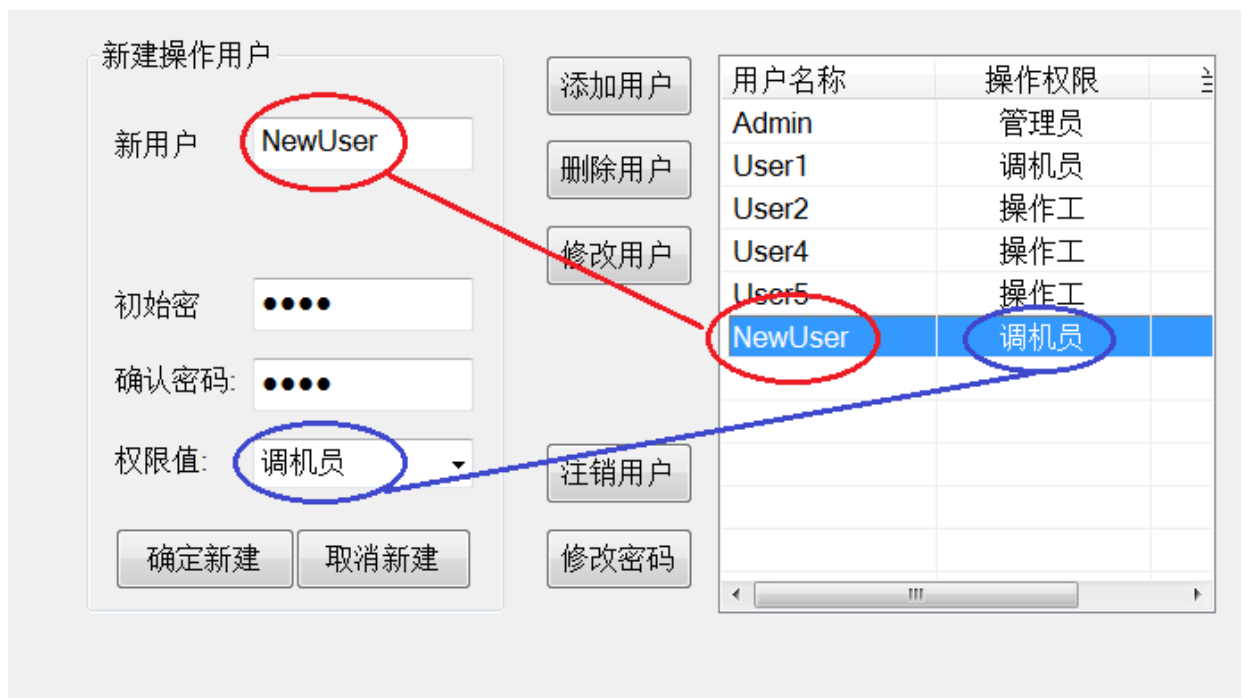 新建操作用户
新用户 NewUser
初始密 ●●●●
确认密码: ●●●●
权限值: 调机员
确定新建 取消新建
添加用户
删除用户
修改用户
注销用户
修改密码
用户名称 操作权限
Admin 管理员
User1 调机员
User2 操作工
User4 操作工
User5 操作工
NewUser 调机员